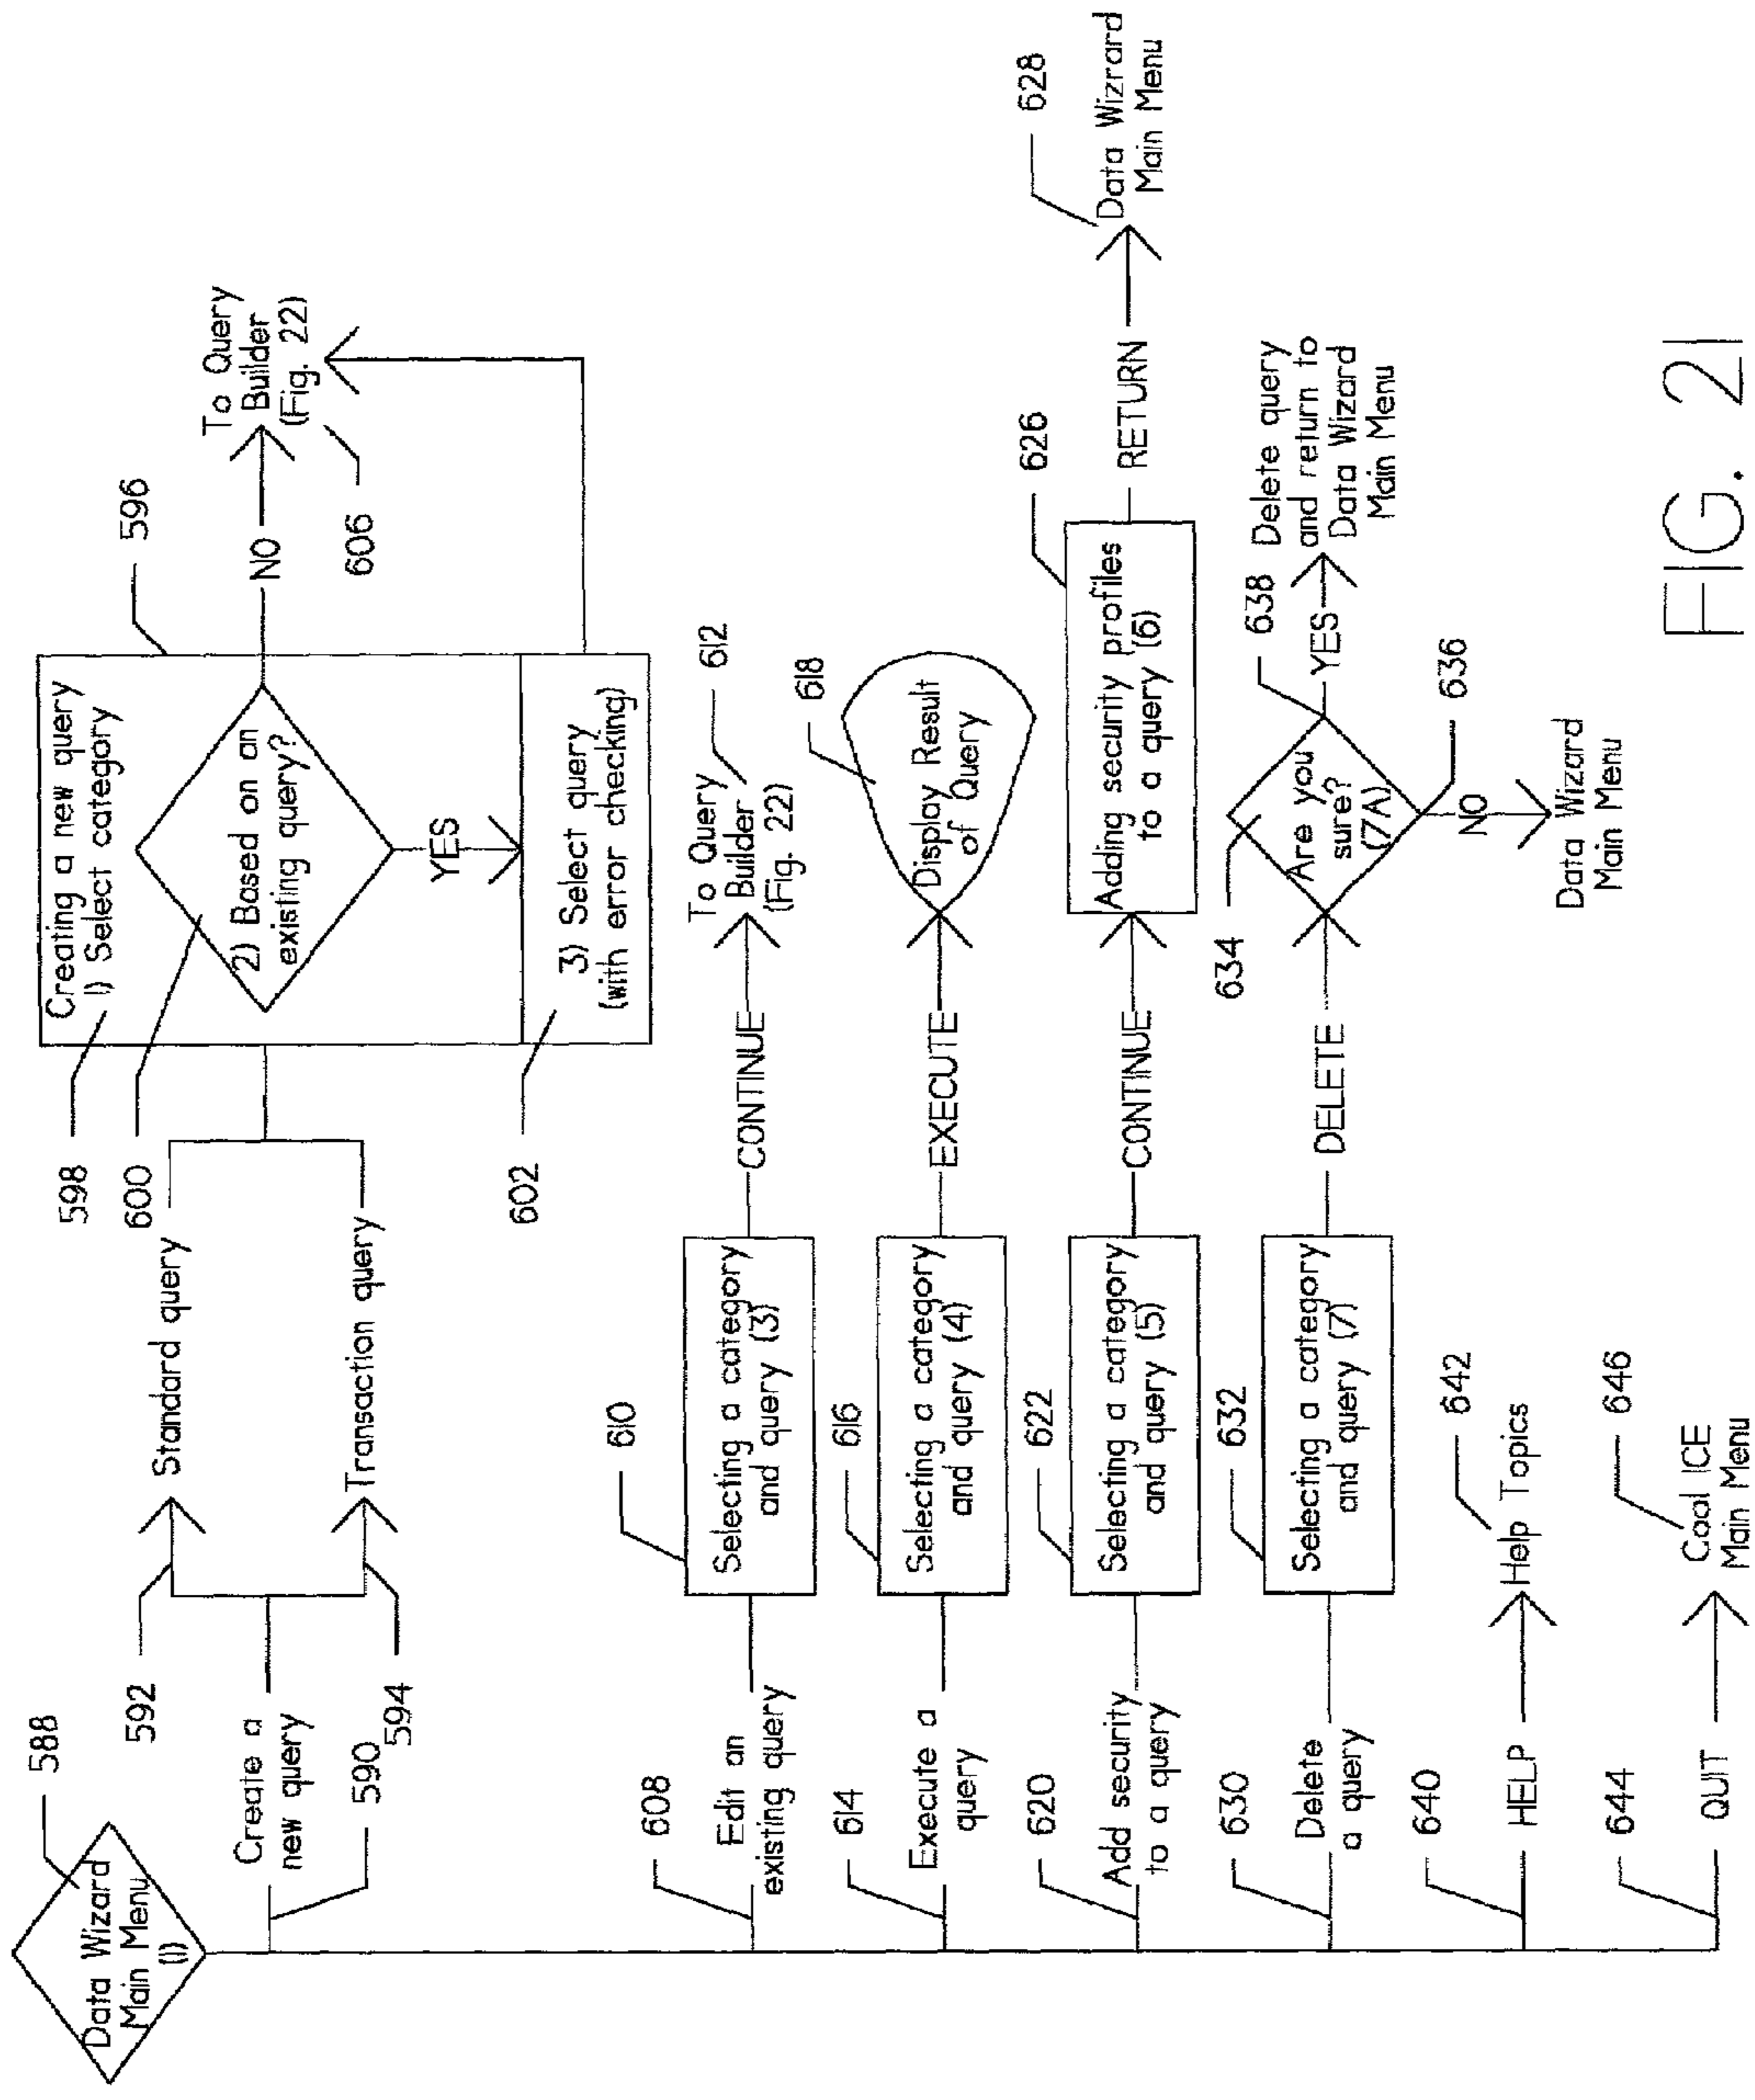 588
Data Wizard
Main Menu
(1)
592
Standard query
Create a
new query
590
594
Transaction query
598
600
602
596
Creating a new query
1) Select category
2) Based on an
existing query?
YES
3) Select query
(with error checking)
NO
To Query
Builder
(Fig. 22)
606
608
Edit an
existing query
610
Selecting a category
and query (3)
CONTINUE
To Query
Builder
(Fig. 22)
612
614
Execute a
query
616
Selecting a category
and query (4)
EXECUTE
Display Result
of Query
618
620
Add security
to a query
622
Selecting a category
and query (5)
CONTINUE
626
Adding security profiles
to a query (6)
RETURN
628
Data Wizrard
Main Menu
630
Delete
a query
632
Selecting a category
and query (7)
DELETE
634
Are you
sure?
(7A)
638
YES
Delete query
and return to
Data Wizard
Main Menu
636
NO
Data Wizard
Main Menu
640
HELP
642
Help Topics
644
QUIT
646
Cool ICE
Main Menu
FIG. 21